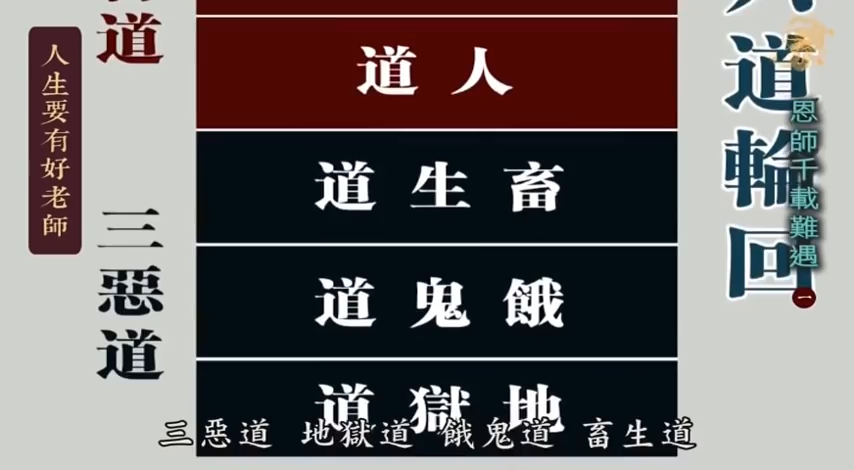 道輪回
恩師千載難遇
一
人道
畜生道
餓鬼道
地獄道
道
三惡道
人生要有好老師
三惡道 地獄道 餓鬼道 畜生道